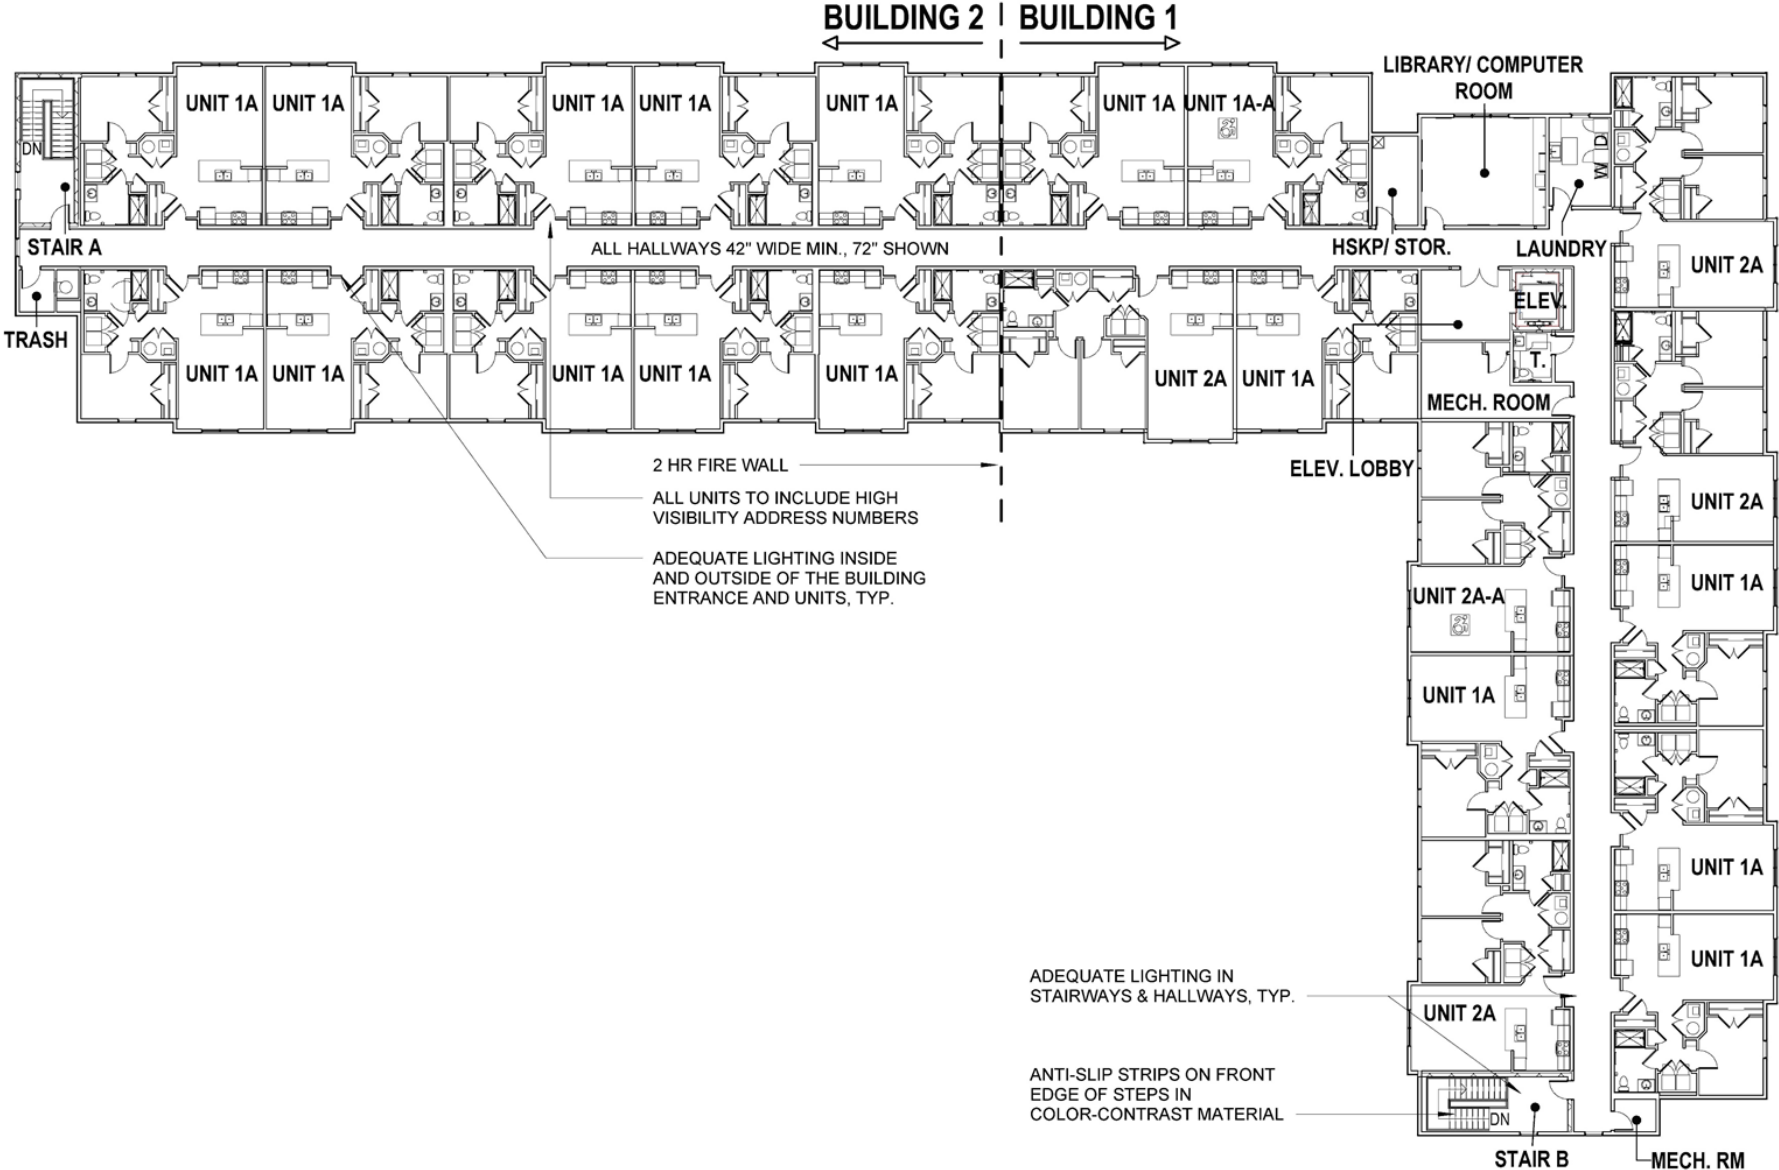 BUILDING 2
BUILDING 1
LIBRARY/ COMPUTER
ROOM
UNIT 1A
UNIT 1A
UNIT 1A
UNIT 1A
UNIT 1A
UNIT 1A
UNIT 1A-A
DN
W D
STAIR A
ALL HALLWAYS 42" WIDE MIN., 72" SHOWN
HSKP/ STOR.
LAUNDRY
UNIT 2A
ELEV.
TRASH
T.
UNIT 1A
UNIT 1A
UNIT 1A
UNIT 1A
UNIT 1A
UNIT 2A
UNIT 1A
MECH. ROOM
2 HR FIRE WALL
ELEV. LOBBY
ALL UNITS TO INCLUDE HIGH
VISIBILITY ADDRESS NUMBERS
UNIT 2A
ADEQUATE LIGHTING INSIDE
AND OUTSIDE OF THE BUILDING
ENTRANCE AND UNITS, TYP.
UNIT 1A
UNIT 2A-A
UNIT 1A
UNIT 1A
UNIT 1A
ADEQUATE LIGHTING IN
STAIRWAYS & HALLWAYS, TYP.
UNIT 2A
ANTI-SLIP STRIPS ON FRONT
EDGE OF STEPS IN
COLOR-CONTRAST MATERIAL
DN
STAIR B
MECH. RM